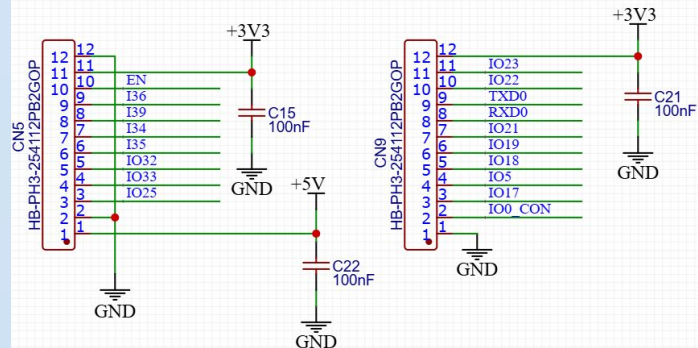 +3V3
12 12
11 11
10 10 EN
9 9 I36
8 8 I39
7 7 I34
6 6 I35
5 5 IO32
4 4 IO33
3 3 IO25
2 2
1 1
CN5
HB-PH3-254112PB2GOP
C15
100nF
GND
+5V
C22
100nF
GND
GND
+3V3
12 12
11 11 IO23
10 10 IO22
9 9 TXD0
8 8 RXD0
7 7 IO21
6 6 IO19
5 5 IO18
4 4 IO5
3 3 IO17
2 2 IO0_CON
1 1
CN9
HB-PH3-254112PB2GOP
C21
100nF
GND
GND